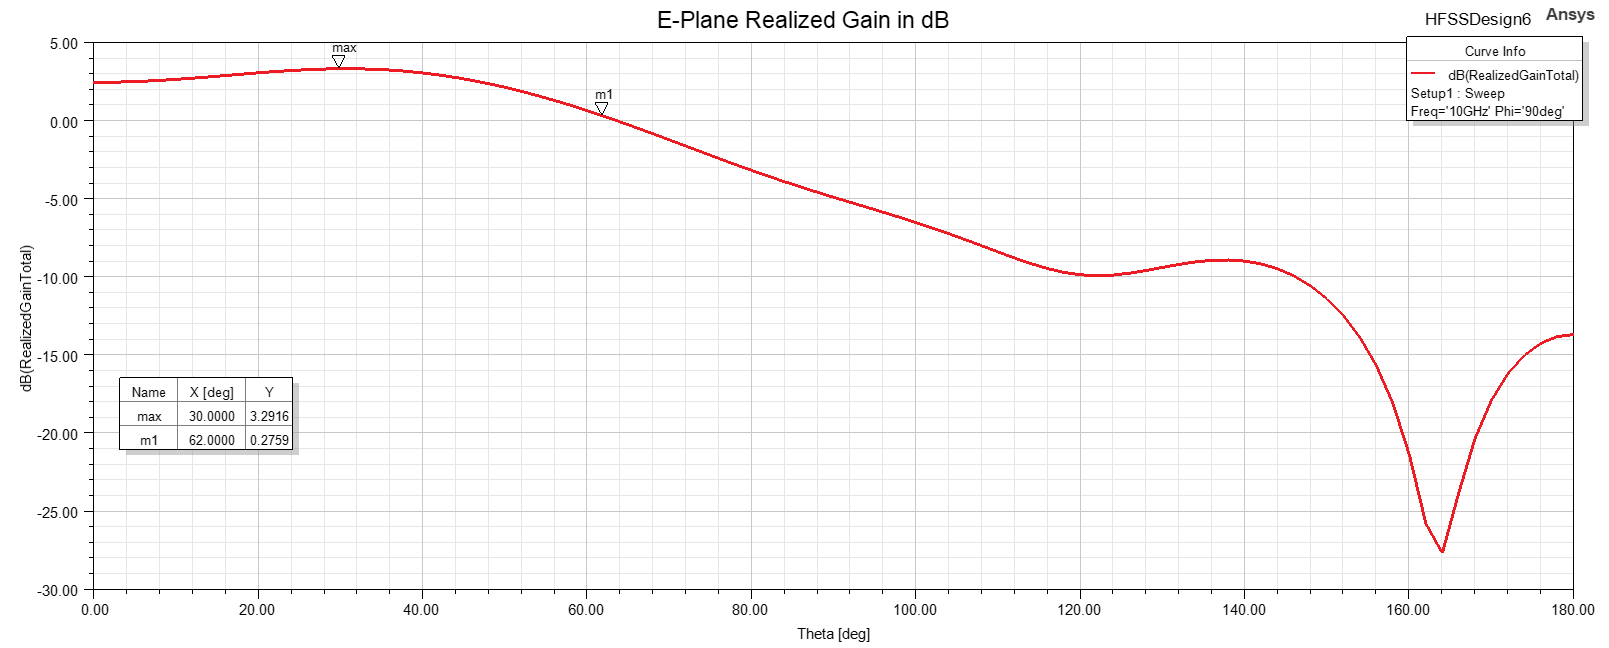 E-Plane Realized Gain in dB
HFSSDesign6 Ansys
Curve Info
dB(RealizedGainTotal)
Setup1 : Sweep
Freq='10GHz' Phi='90deg'
max
m1
5.00
0.00
-5.00
-10.00
-15.00
-20.00
-25.00
-30.00
dB(RealizedGainTotal)
Name X [deg] Y
max 30.0000 3.2916
m1 62.0000 0.2759
0.00 20.00 40.00 60.00 80.00 100.00 120.00 140.00 160.00 180.00
Theta [deg]